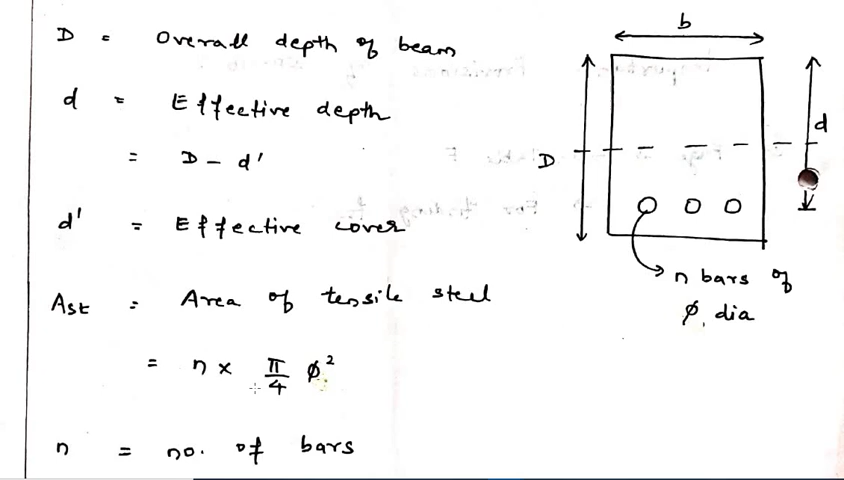 D = Overall depth of beam
d = Effective depth
= D - d'
d' = Effective cover
Ast = Area of tensile steel
= n × π/4 φ²
n = no. of bars
b
D
d
n bars of
φ dia